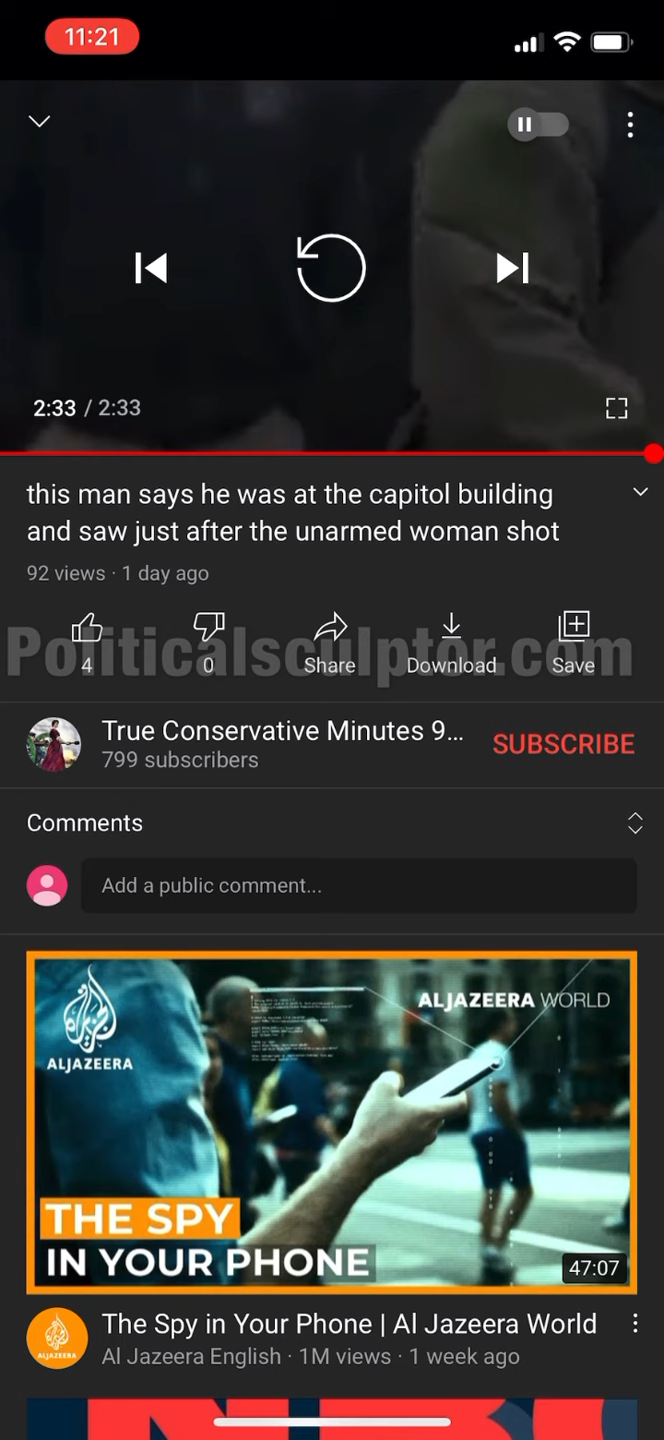 11:21
2:33 / 2:33
this man says he was at the capitol building
and saw just after the unarmed woman shot
92 views · 1 day ago
Politicalsculptor.com
4
0
Share
Download
Save
True Conservative Minutes 9...
SUBSCRIBE
799 subscribers
Comments
Add a public comment...
ALJAZEERA WORLD
ALJAZEERA
THE SPY
IN YOUR PHONE
47:07
The Spy in Your Phone | Al Jazeera World
ALJAZEERA
Al Jazeera English · 1M views · 1 week ago